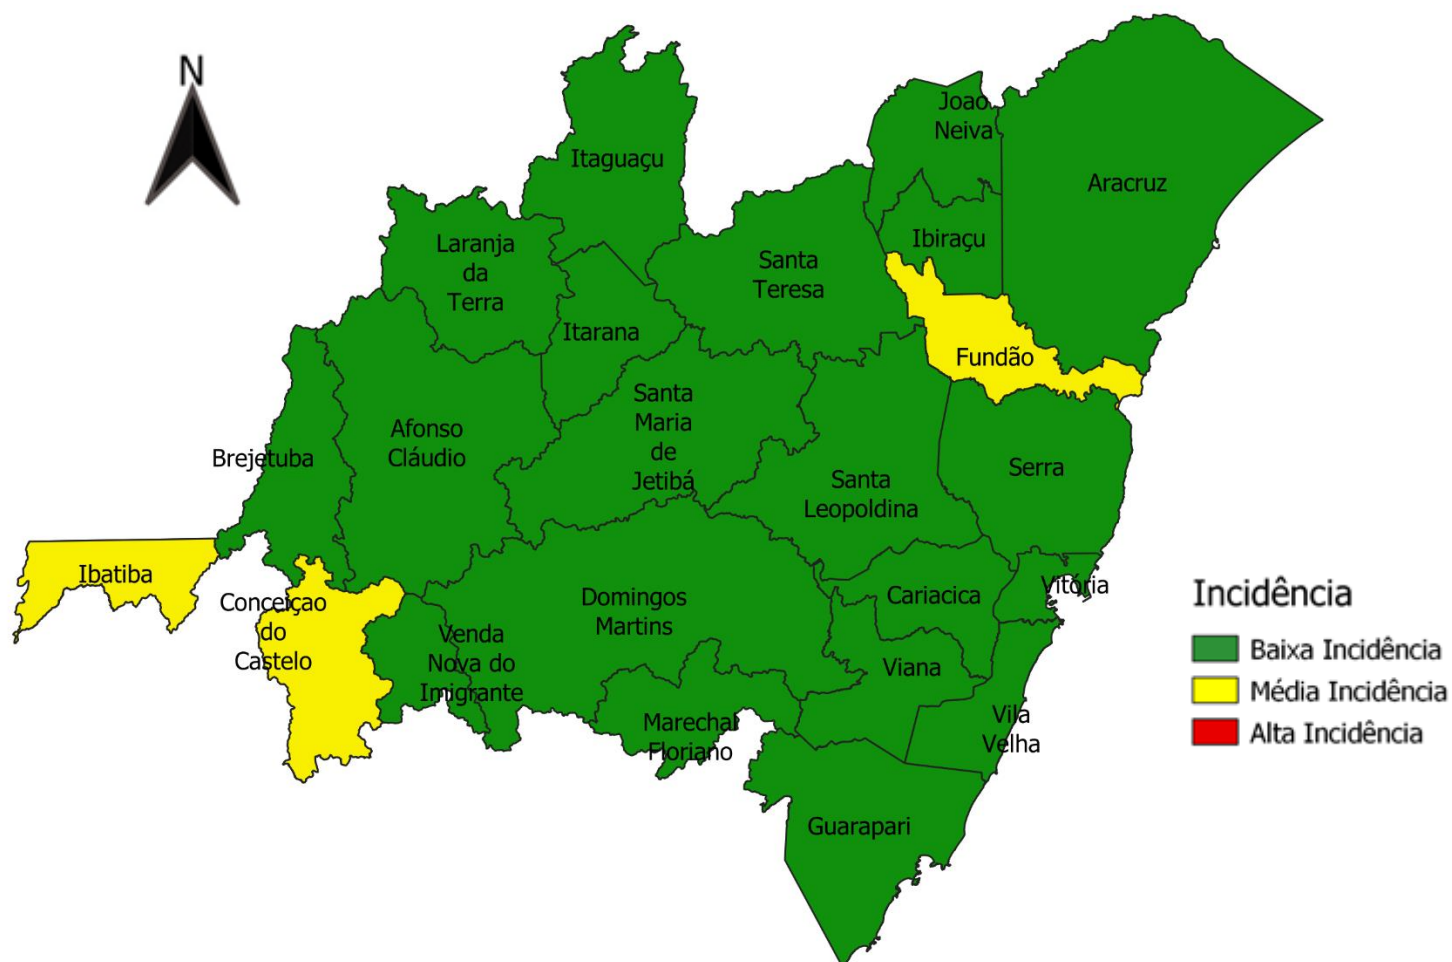 N
Joao
Neiva
Itaguaçu
Aracruz
Laranja
da
Terra
Ibiraçu
Santa
Teresa
Itarana
Fundão
Santa
Maria
de
Jetibá
Afonso
Cláudio
Brejetuba
Serra
Santa
Leopoldina
Ibatiba
Conceiçao
do
Castelo
Domingos
Martins
Cariacica
Vitória
Venda
Nova do
Imigrante
Viana
Marechal
Floriano
Vila
Velha
Guarapari
Incidência
Baixa Incidência
Média Incidência
Alta Incidência